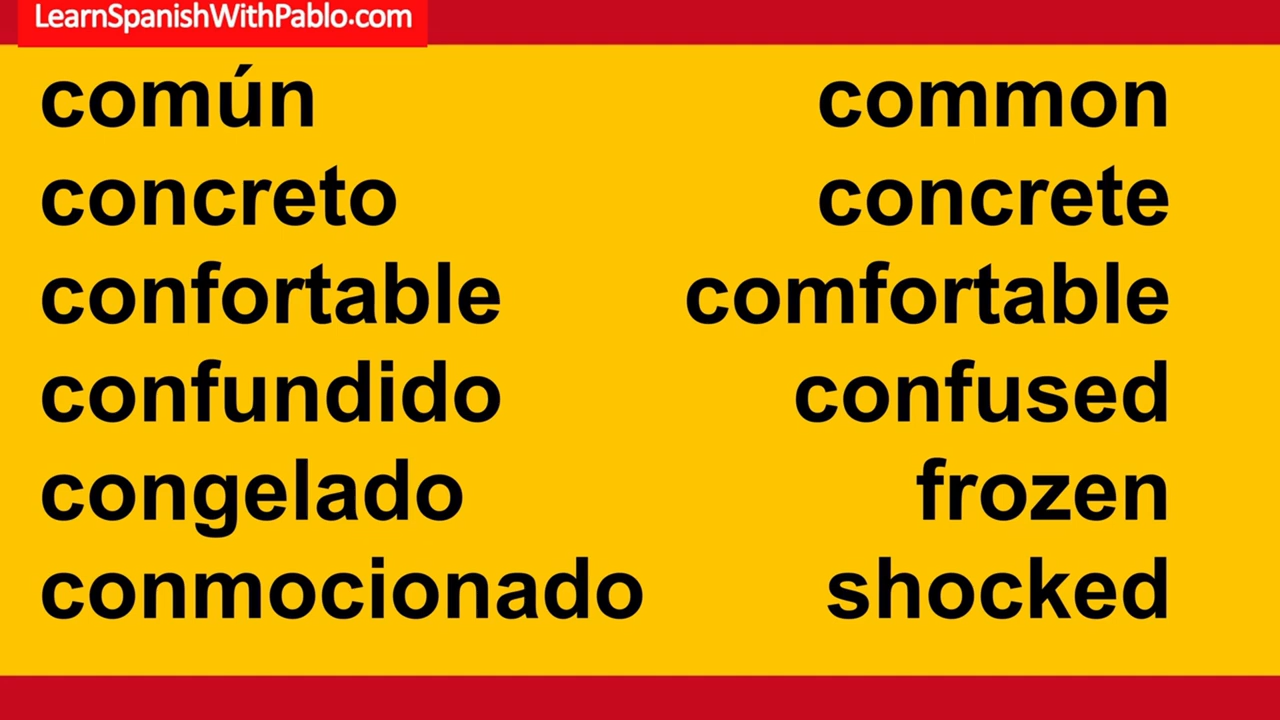 LearnSpanishWithPablo.com
común common
concreto concrete
confortable comfortable
confundido confused
congelado frozen
conmocionado shocked